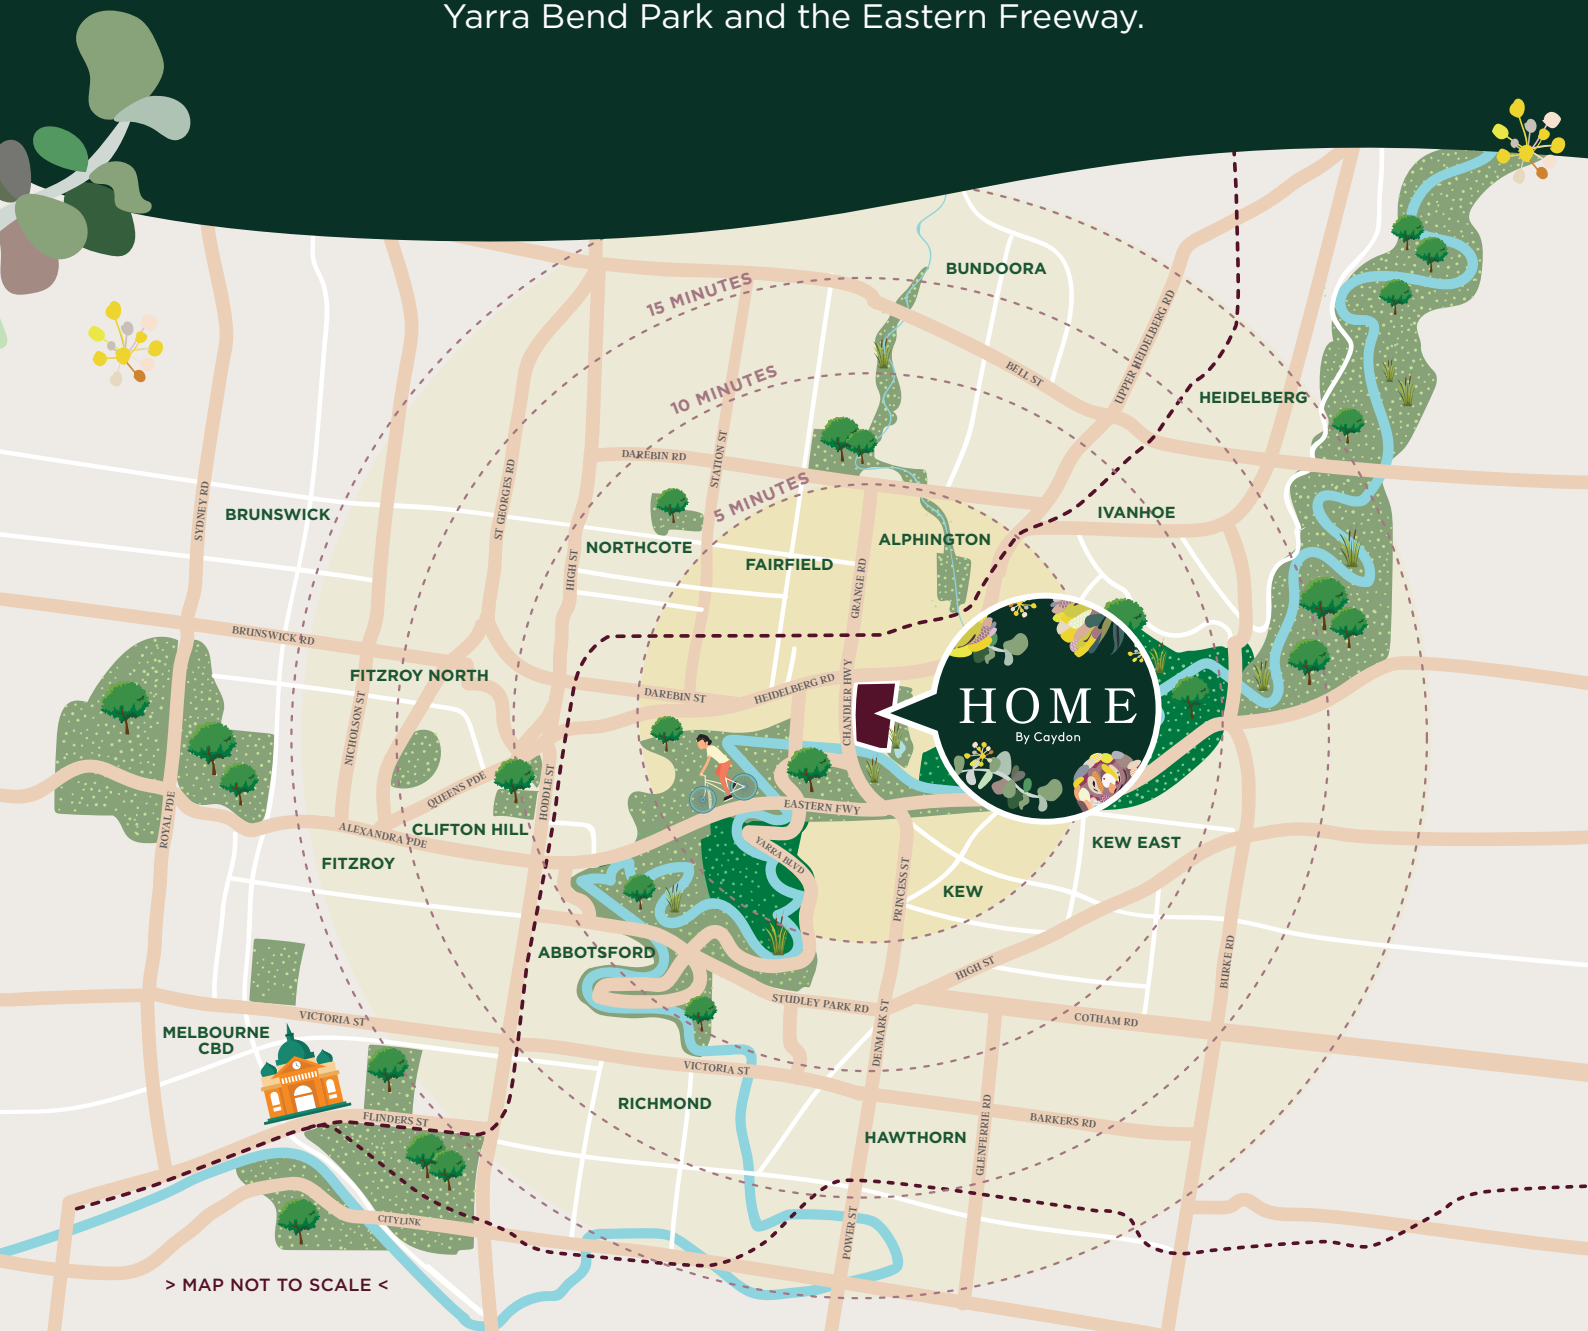 Yarra Bend Park and the Eastern Freeway.
BUNDOORA
15 MINUTES
10 MINUTES
5 MINUTES
BELL ST
UPPER HEIDELBERG RD
HEIDELBERG
DAREBIN RD
STATION ST
ST GEORGES RD
SYDNEY RD
BRUNSWICK
IVANHOE
NORTHCOTE
ALPHINGTON
FAIRFIELD
HIGH ST
GRANGE RD
BRUNSWICK RD
FITZROY NORTH
NICHOLSON ST
DAREBIN ST
HEIDELBERG RD
CHANDLER HWY
HOME
By Caydon
QUEENS PDE
HODDLE ST
EASTERN FWY
ROYAL PDE
ALEXANDRA PDE
CLIFTON HILL
FITZROY
YARRA BLVD
KEW EAST
PRINCESS ST
KEW
ABBOTSFORD
HIGH ST
BURKE RD
STUDLEY PARK RD
COTHAM RD
VICTORIA ST
MELBOURNE
CBD
DENMARK ST
VICTORIA ST
RICHMOND
FLINDERS ST
BARKERS RD
HAWTHORN
GLENFERRIE RD
CITYLINK
POWER ST
> MAP NOT TO SCALE <